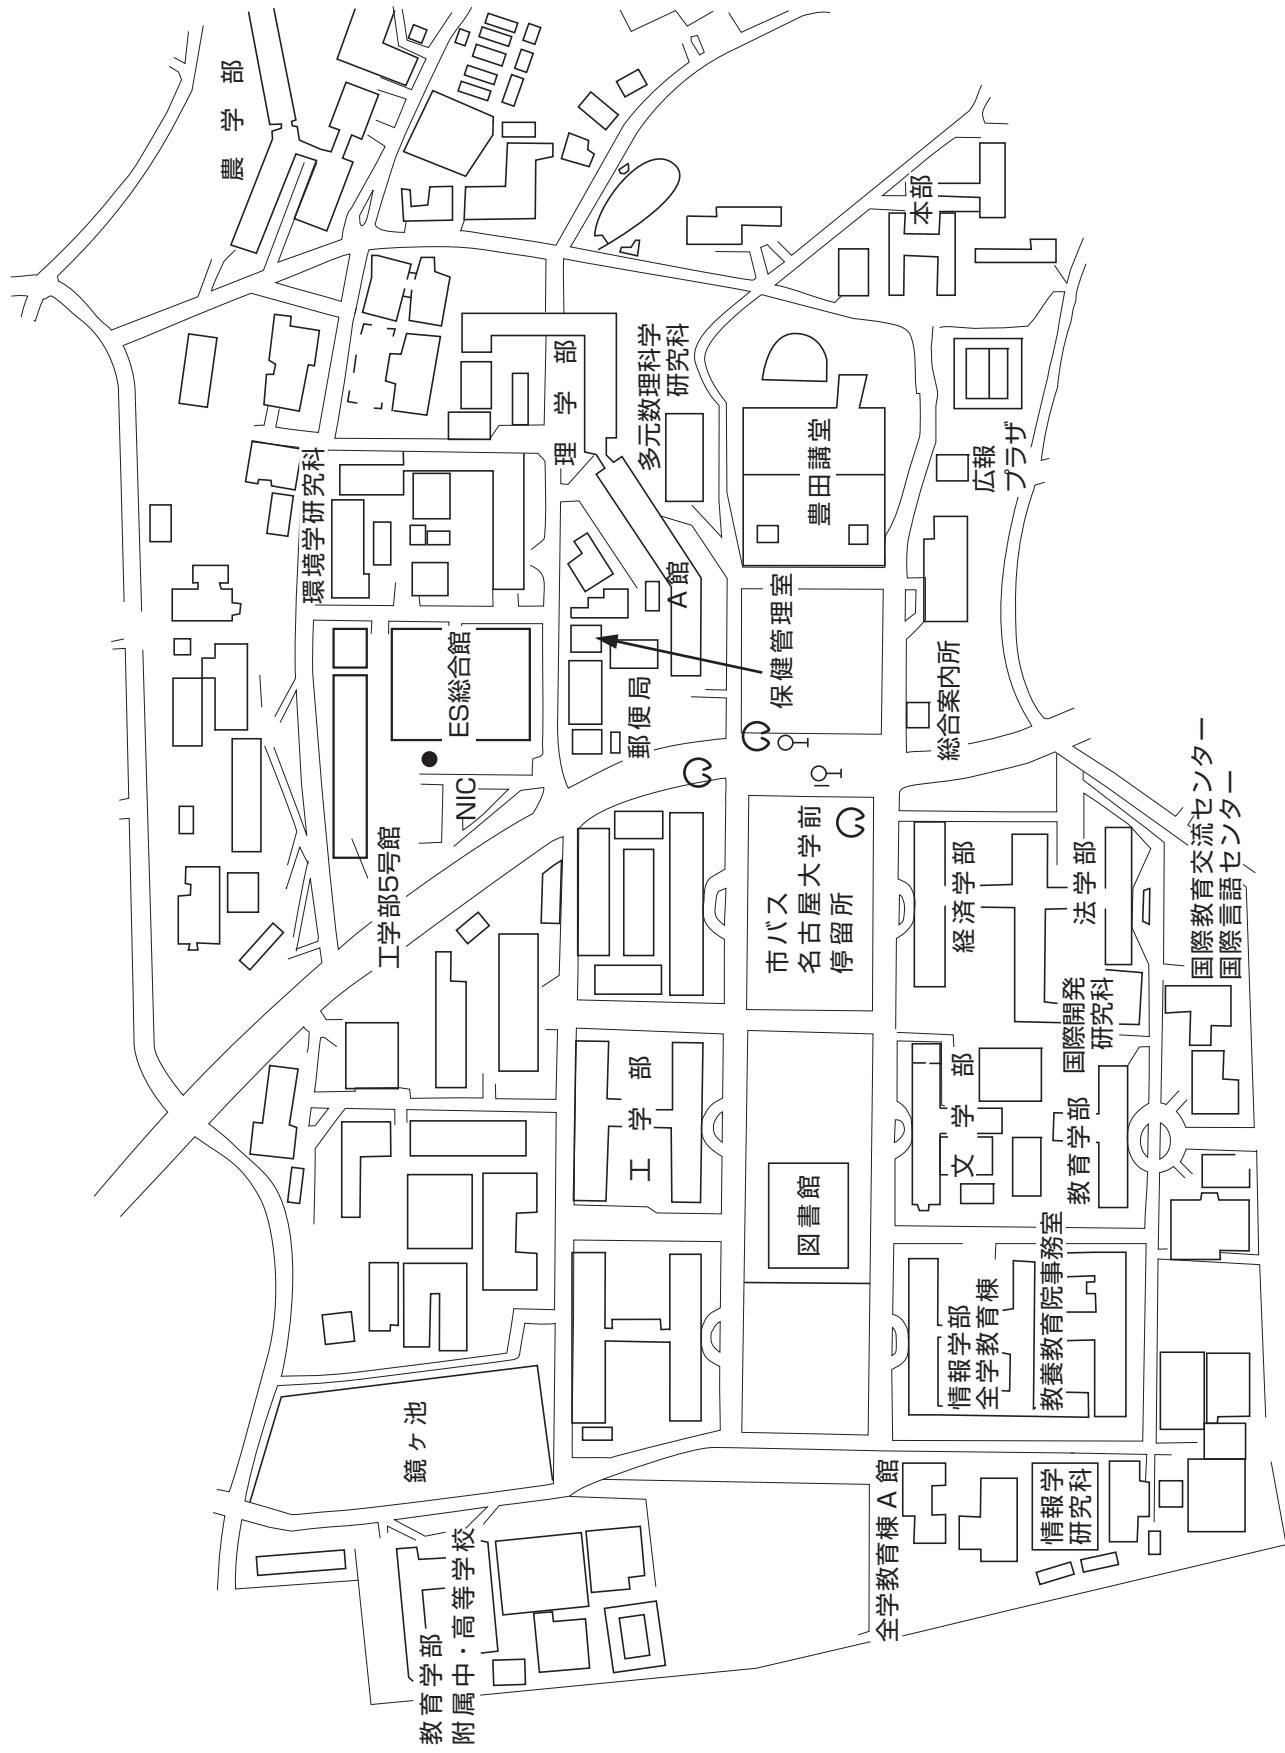 農学部
環境学研究科
理学部
多元数理科学
研究科
本部
豊田講堂
広報
プラザ
A館
保健管理室
ES総合館
郵便局
総合案内所
NIC
工学部5号館
市バス
名古屋大学前
停留所
経済学部
法学部
国際教育交流センター
国際言語センター
国際開発
研究科
工学部
文学部
教育学部
図書館
情報学部
全学教育棟
教養教育院事務室
鏡ヶ池
全学教育棟A館
情報学
研究科
教育学部
附属中・高等学校